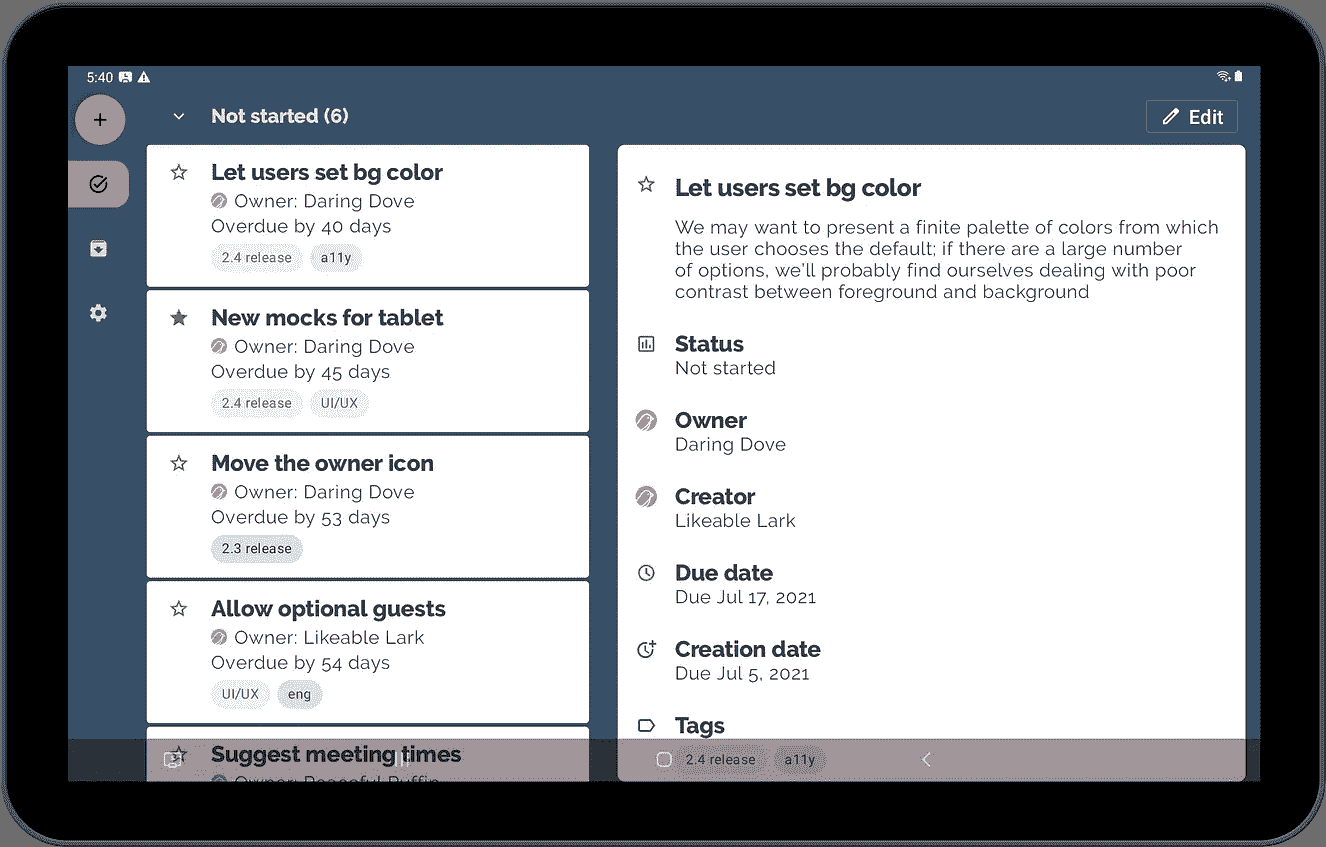 5:40
Not started (6)
Edit
Let users set bg color
Owner: Daring Dove
Overdue by 40 days
2.4 release a11y
New mocks for tablet
Owner: Daring Dove
Overdue by 45 days
2.4 release UI/UX
Move the owner icon
Owner: Daring Dove
Overdue by 53 days
2.3 release
Allow optional guests
Owner: Likeable Lark
Overdue by 54 days
UI/UX eng
Suggest meeting times
Owner: Peaceful Puffin
Let users set bg color
We may want to present a finite palette of colors from which
the user chooses the default; if there are a large number
of options, we'll probably find ourselves dealing with poor
contrast between foreground and background
Status
Not started
Owner
Daring Dove
Creator
Likeable Lark
Due date
Due Jul 17, 2021
Creation date
Due Jul 5, 2021
Tags
2.4 release a11y